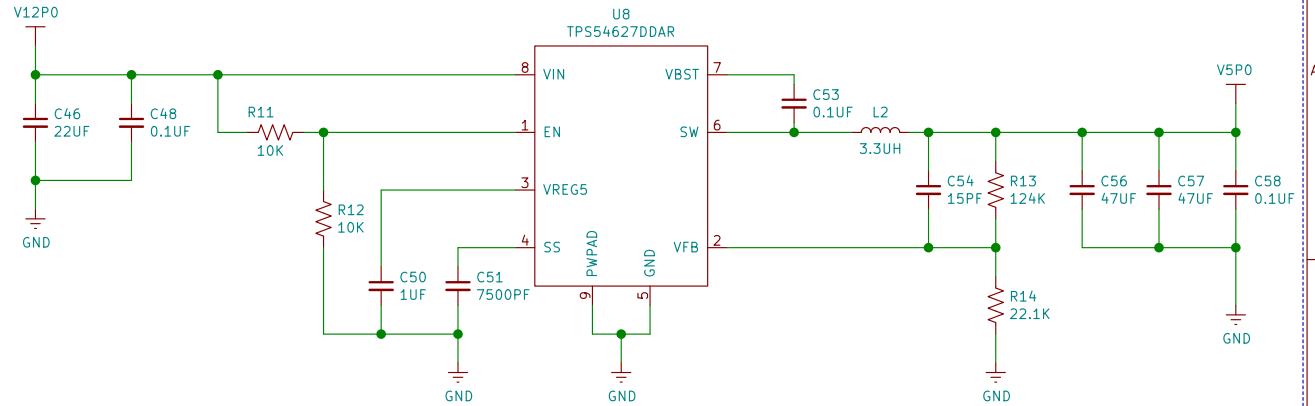 V12P0
U8
TPS54627DDAR
8 VIN
VBST 7
V5P0
A
C46
22UF
C48
0.1UF
R11
10K
1 EN
SW 6
C53
0.1UF
L2
3.3UH
3 VREG5
R12
10K
C54
15PF
R13
124K
C56
47UF
C57
47UF
C58
0.1UF
GND
4 SS
PWPAD
GND
VFB 2
9
5
C50
1UF
C51
7500PF
R14
22.1K
GND
GND
GND
GND